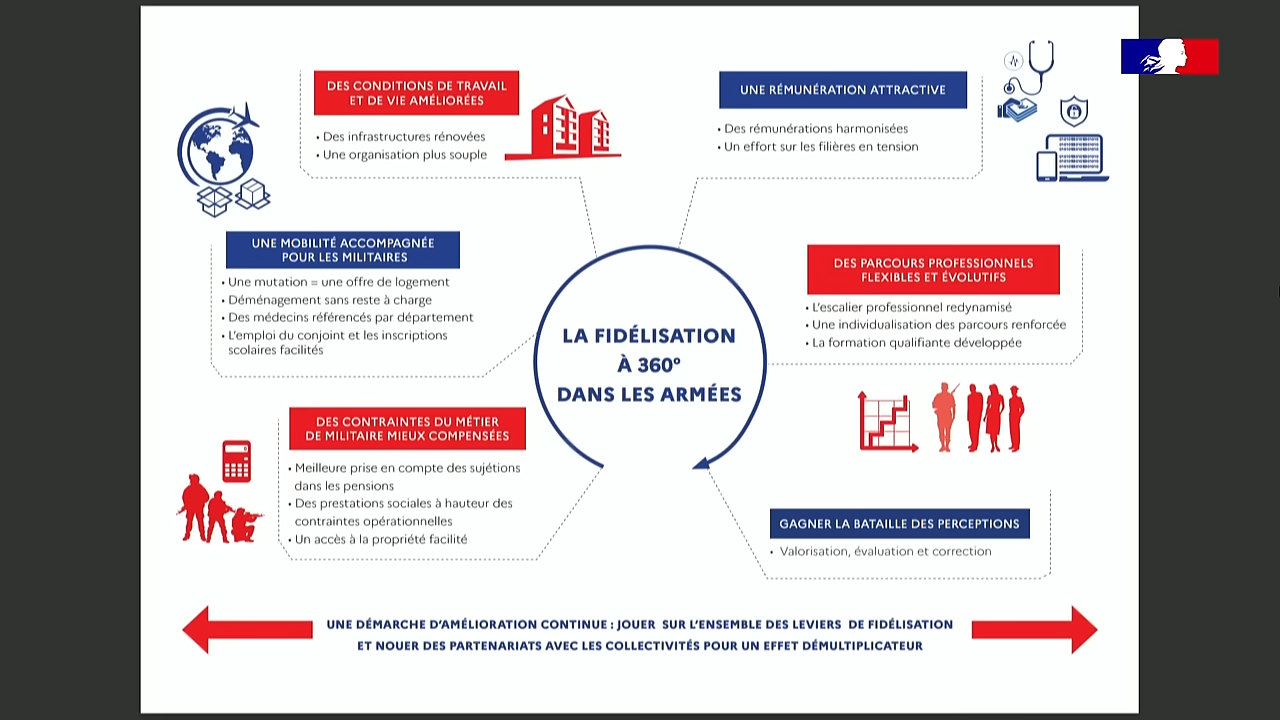 DES CONDITIONS DE TRAVAIL
ET DE VIE AMÉLIORÉES
• Des infrastructures rénovées
• Une organisation plus souple
UNE RÉMUNÉRATION ATTRACTIVE
• Des rémunérations harmonisées
• Un effort sur les filières en tension
UNE MOBILITÉ ACCOMPAGNÉE
POUR LES MILITAIRES
• Une mutation = une offre de logement
• Déménagement sans reste à charge
• Des médecins référencés par département
• L'emploi du conjoint et les inscriptions
scolaires facilités
DES PARCOURS PROFESSIONNELS
FLEXIBLES ET ÉVOLUTIFS
• L'escalier professionnel redynamisé
• Une individualisation des parcours renforcée
• La formation qualifiante développée
LA FIDÉLISATION
À 360°
DANS LES ARMÉES
DES CONTRAINTES DU MÉTIER
DE MILITAIRE MIEUX COMPENSÉES
• Meilleure prise en compte des sujétions
dans les pensions
• Des prestations sociales à hauteur des
contraintes opérationnelles
• Un accès à la propriété facilité
GAGNER LA BATAILLE DES PERCEPTIONS
• Valorisation, évaluation et correction
UNE DÉMARCHE D'AMÉLIORATION CONTINUE : JOUER SUR L'ENSEMBLE DES LEVIERS DE FIDÉLISATION
ET NOUER DES PARTENARIATS AVEC LES COLLECTIVITÉS POUR UN EFFET DÉMULTIPLICATEUR